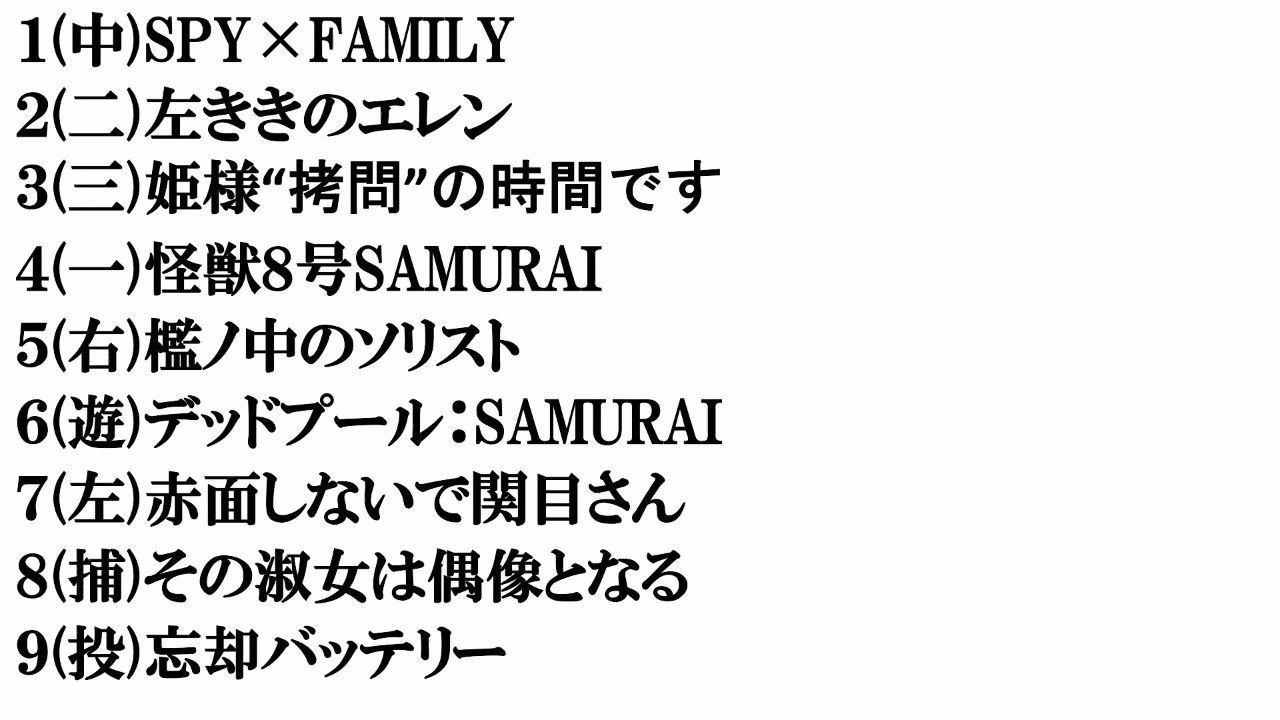 1(中)SPY×FAMILY
2(二)左ききのエレン
3(三)姫様“拷問”の時間です
4(一)怪獣8号SAMURAI
5(右)檻ノ中のソリスト
6(遊)デッドプール:SAMURAI
7(左)赤面しないで関目さん
8(捕)その淑女は偶像となる
9(投)忘却バッテリー